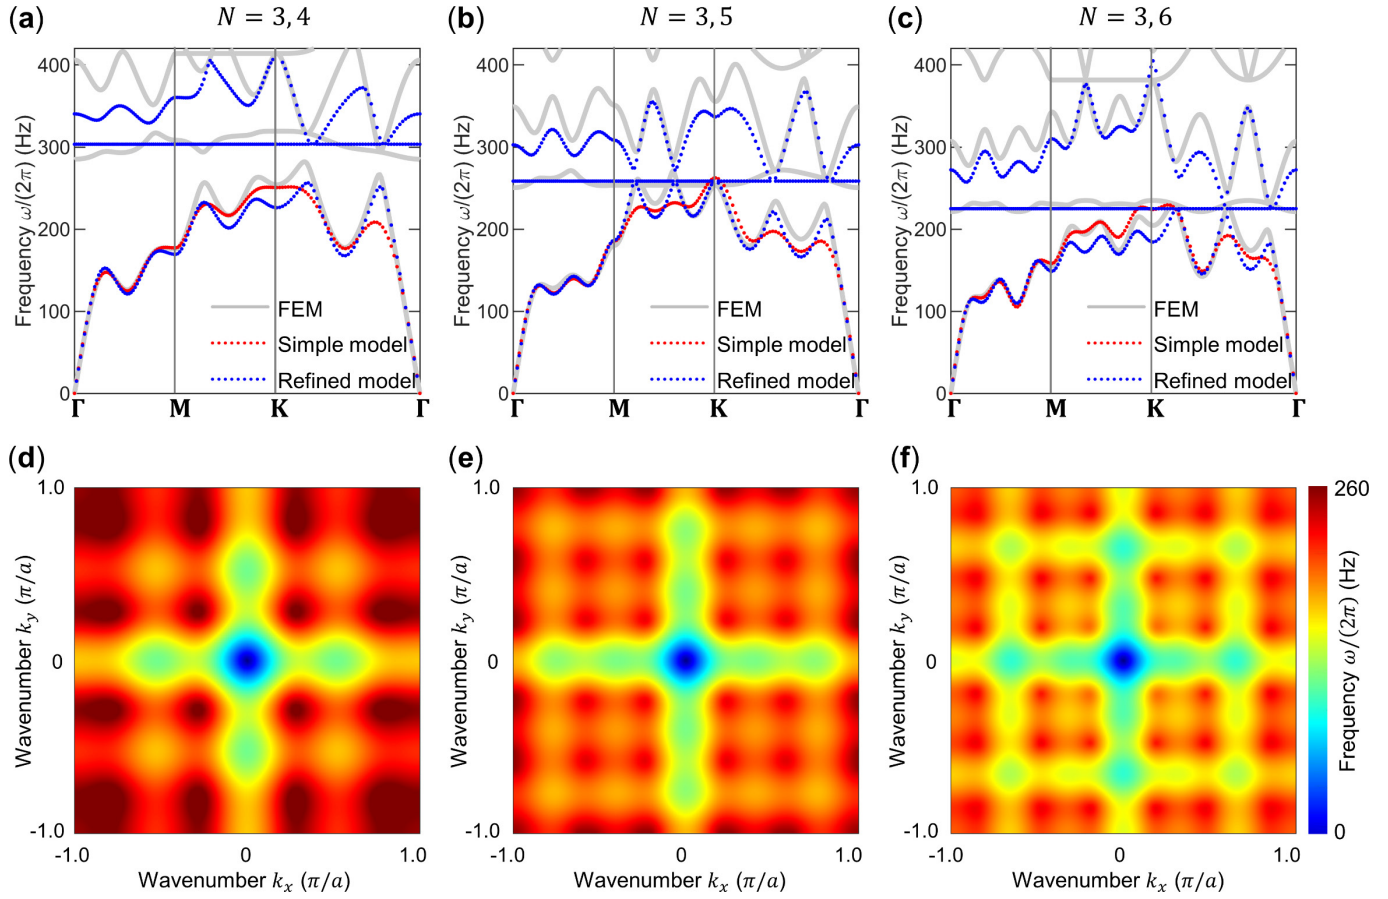 (a) N = 3, 4
Frequency ω/(2π) (Hz)
400
300
200
100
0
FEM
Simple model
Refined model
Γ M K Γ
(b) N = 3, 5
Frequency ω/(2π) (Hz)
400
300
200
100
0
FEM
Simple model
Refined model
Γ M K Γ
(c) N = 3, 6
Frequency ω/(2π) (Hz)
400
300
200
100
0
FEM
Simple model
Refined model
Γ M K Γ
(d)
Wavenumber k_y (π/a)
1.0
0
-1.0
-1.0 0 1.0
Wavenumber k_x (π/a)
(e)
Wavenumber k_y (π/a)
1.0
0
-1.0
-1.0 0 1.0
Wavenumber k_x (π/a)
(f)
Wavenumber k_y (π/a)
1.0
0
-1.0
-1.0 0 1.0
Wavenumber k_x (π/a)
260
0
Frequency ω/(2π) (Hz)